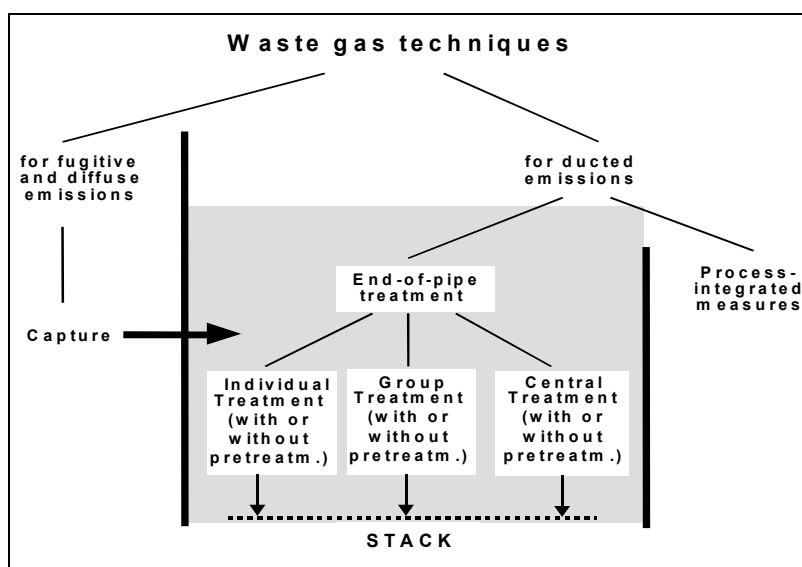 Waste gas techniques
for fugitive
and diffuse
emissions
for ducted
emissions
End-of-pipe
treatment
Process-
integrated
measures
Capture
Individual
Treatment
(with or
without
pretreatm.)
Group
Treatment
(with or
without
pretreatm.)
Central
Treatment
(with or
without
pretreatm.)
STACK